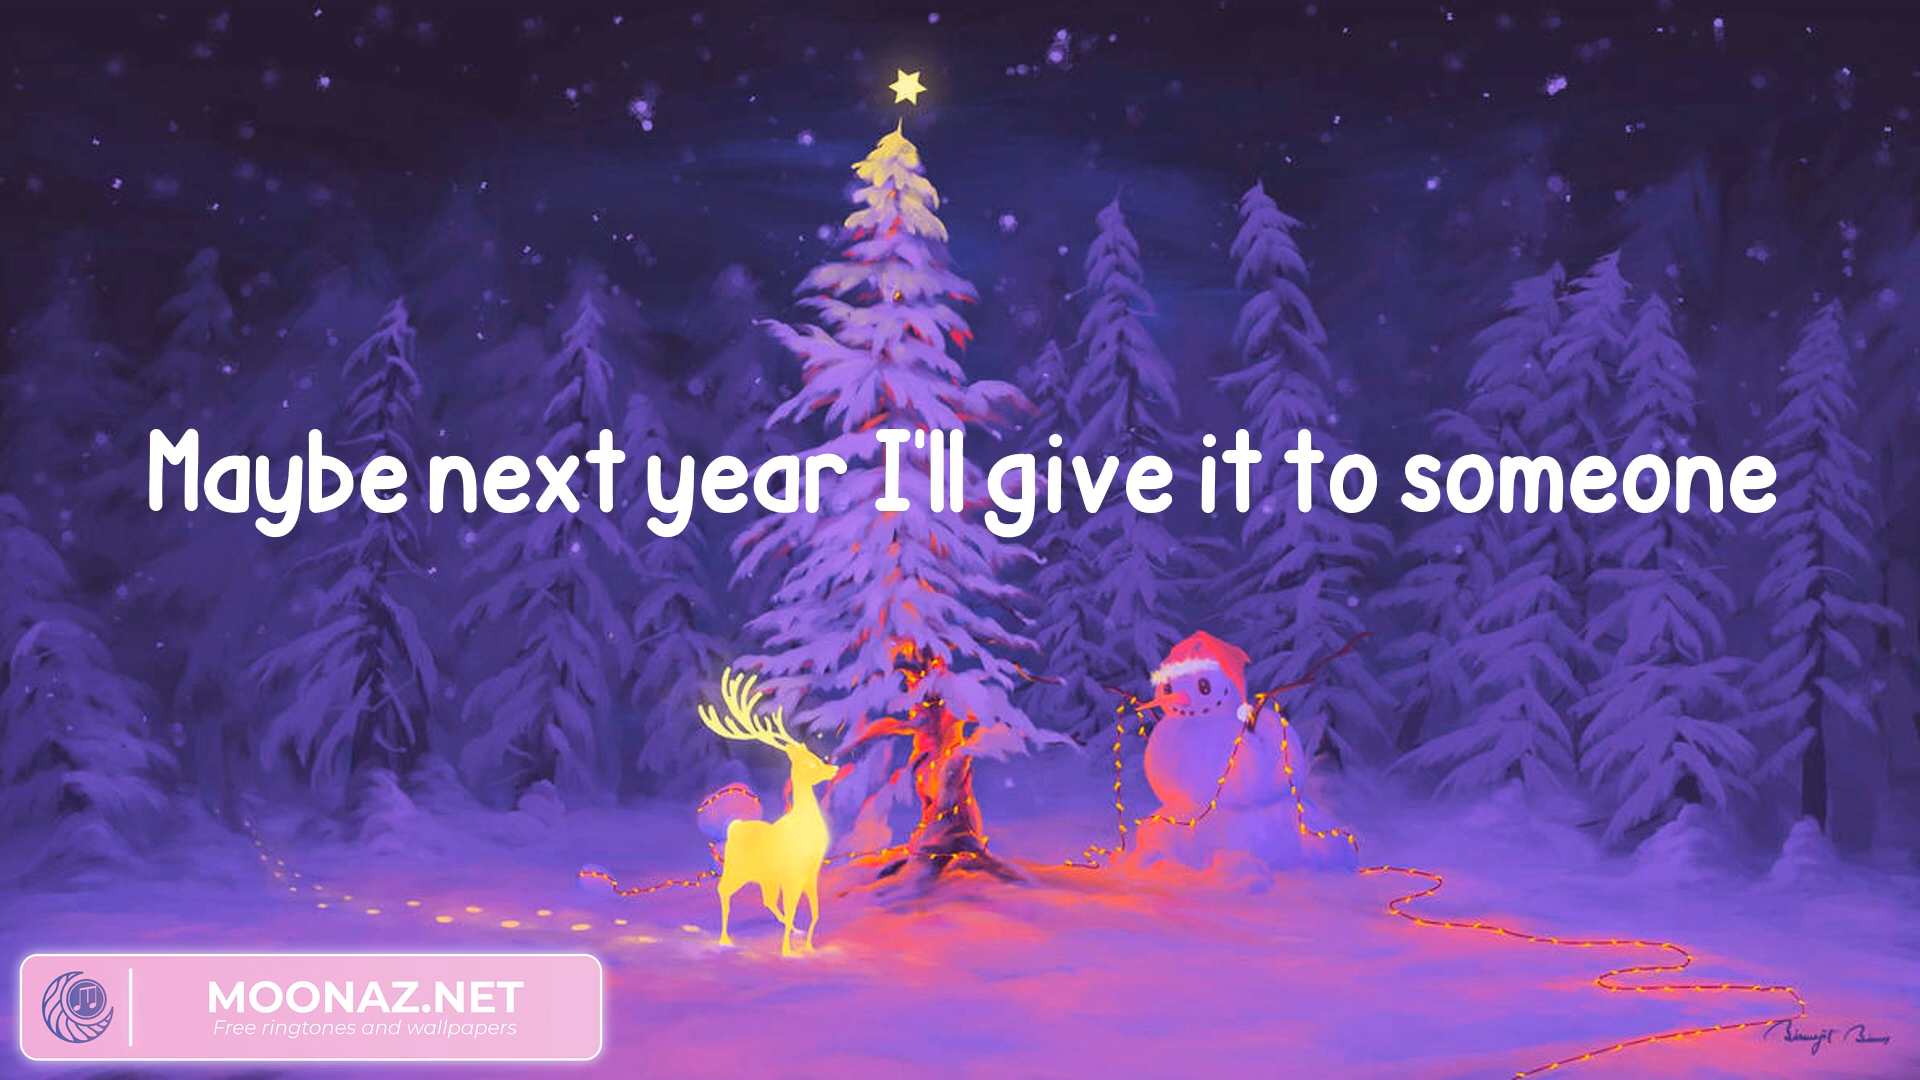 Maybe next year I'll give it to someone
MOONAZ.NET
Free ringtones and wallpapers